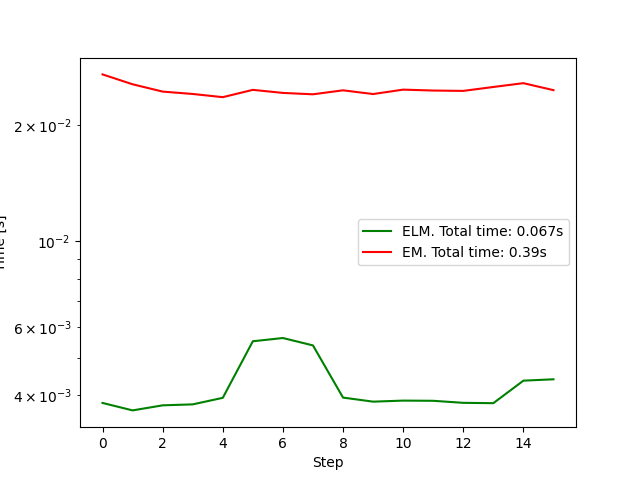 2 × 10⁻²
10⁻²
6 × 10⁻³
4 × 10⁻³
Time [s]
ELM. Total time: 0.067s
EM. Total time: 0.39s
0 2 4 6 8 10 12 14
Step